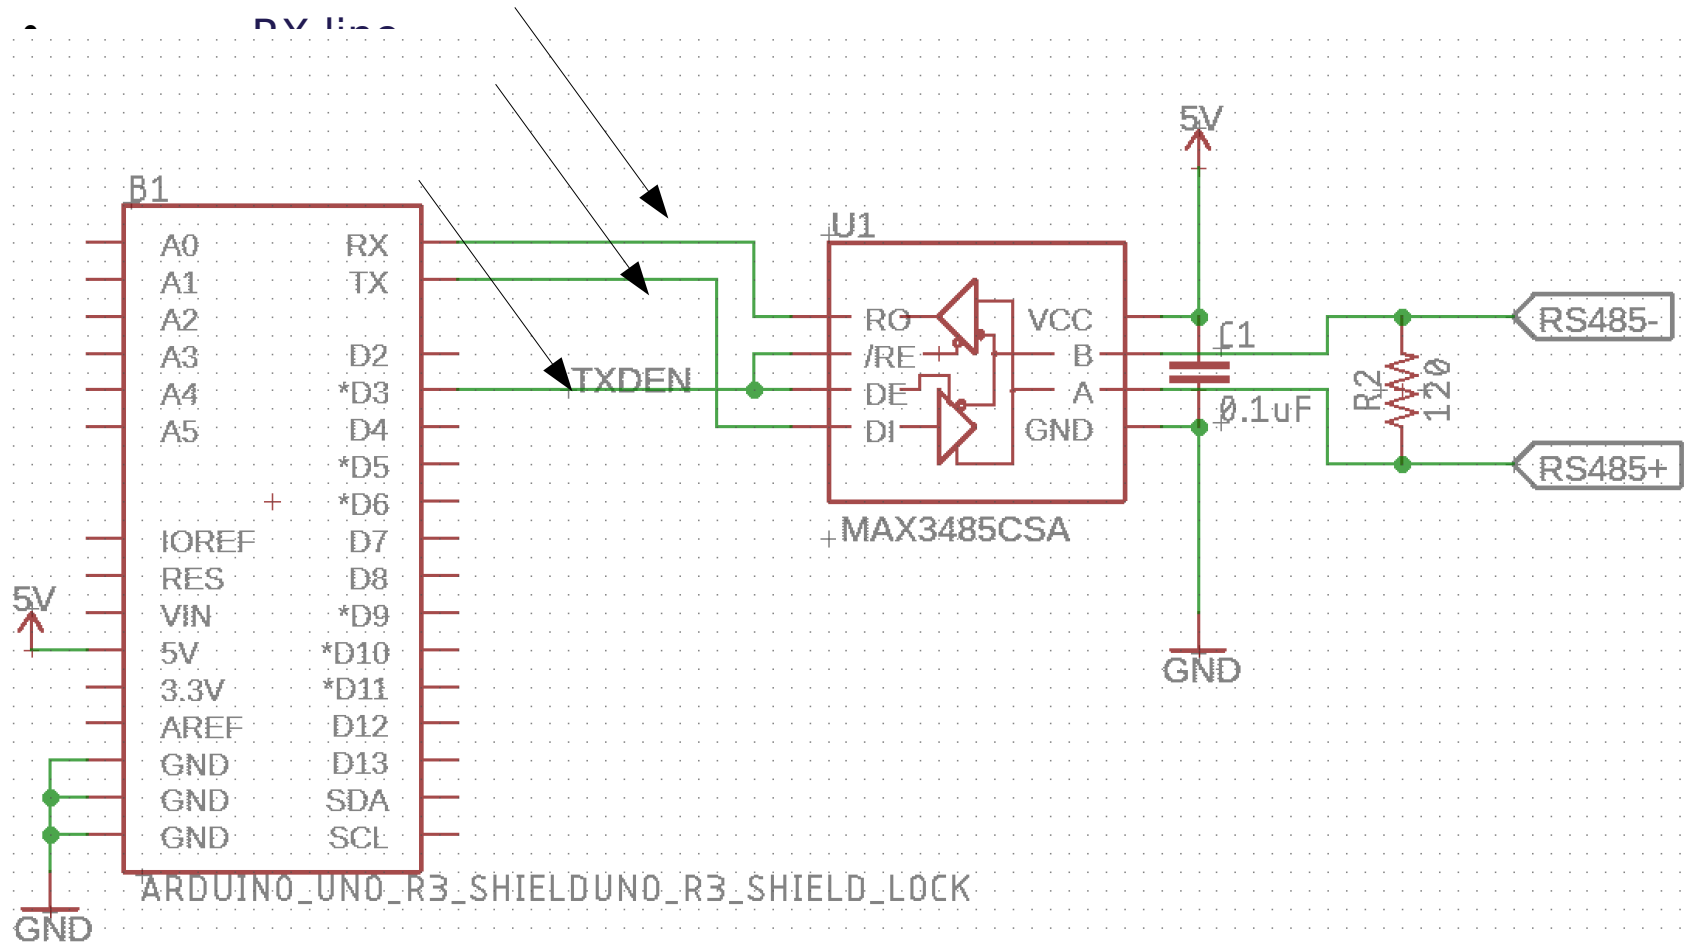 RX line
5V
B1
A0 RX
A1 TX
A2
A3 D2
A4 *D3
A5 D4
*D5
*D6
IOREF D7
RES D8
VIN *D9
5V *D10
3.3V *D11
AREF D12
GND D13
GND SDA
GND SCL
5V
GND
ARDUINO_UNO_R3_SHIELDUNO_R3_SHIELD_LOCK
TXDEN
U1
RO VCC
/RE B
DE A
DI GND
MAX3485CSA
C1
0.1uF
GND
R2
120
RS485-
RS485+